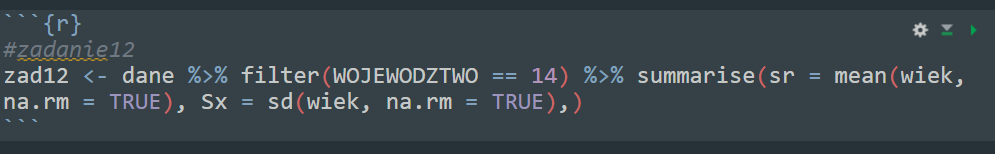 ```{r}
#zadanie12
zad12 <- dane %>% filter(WOJEWODZTWO == 14) %>% summarise(sr = mean(wiek,
na.rm = TRUE), Sx = sd(wiek, na.rm = TRUE),)
```